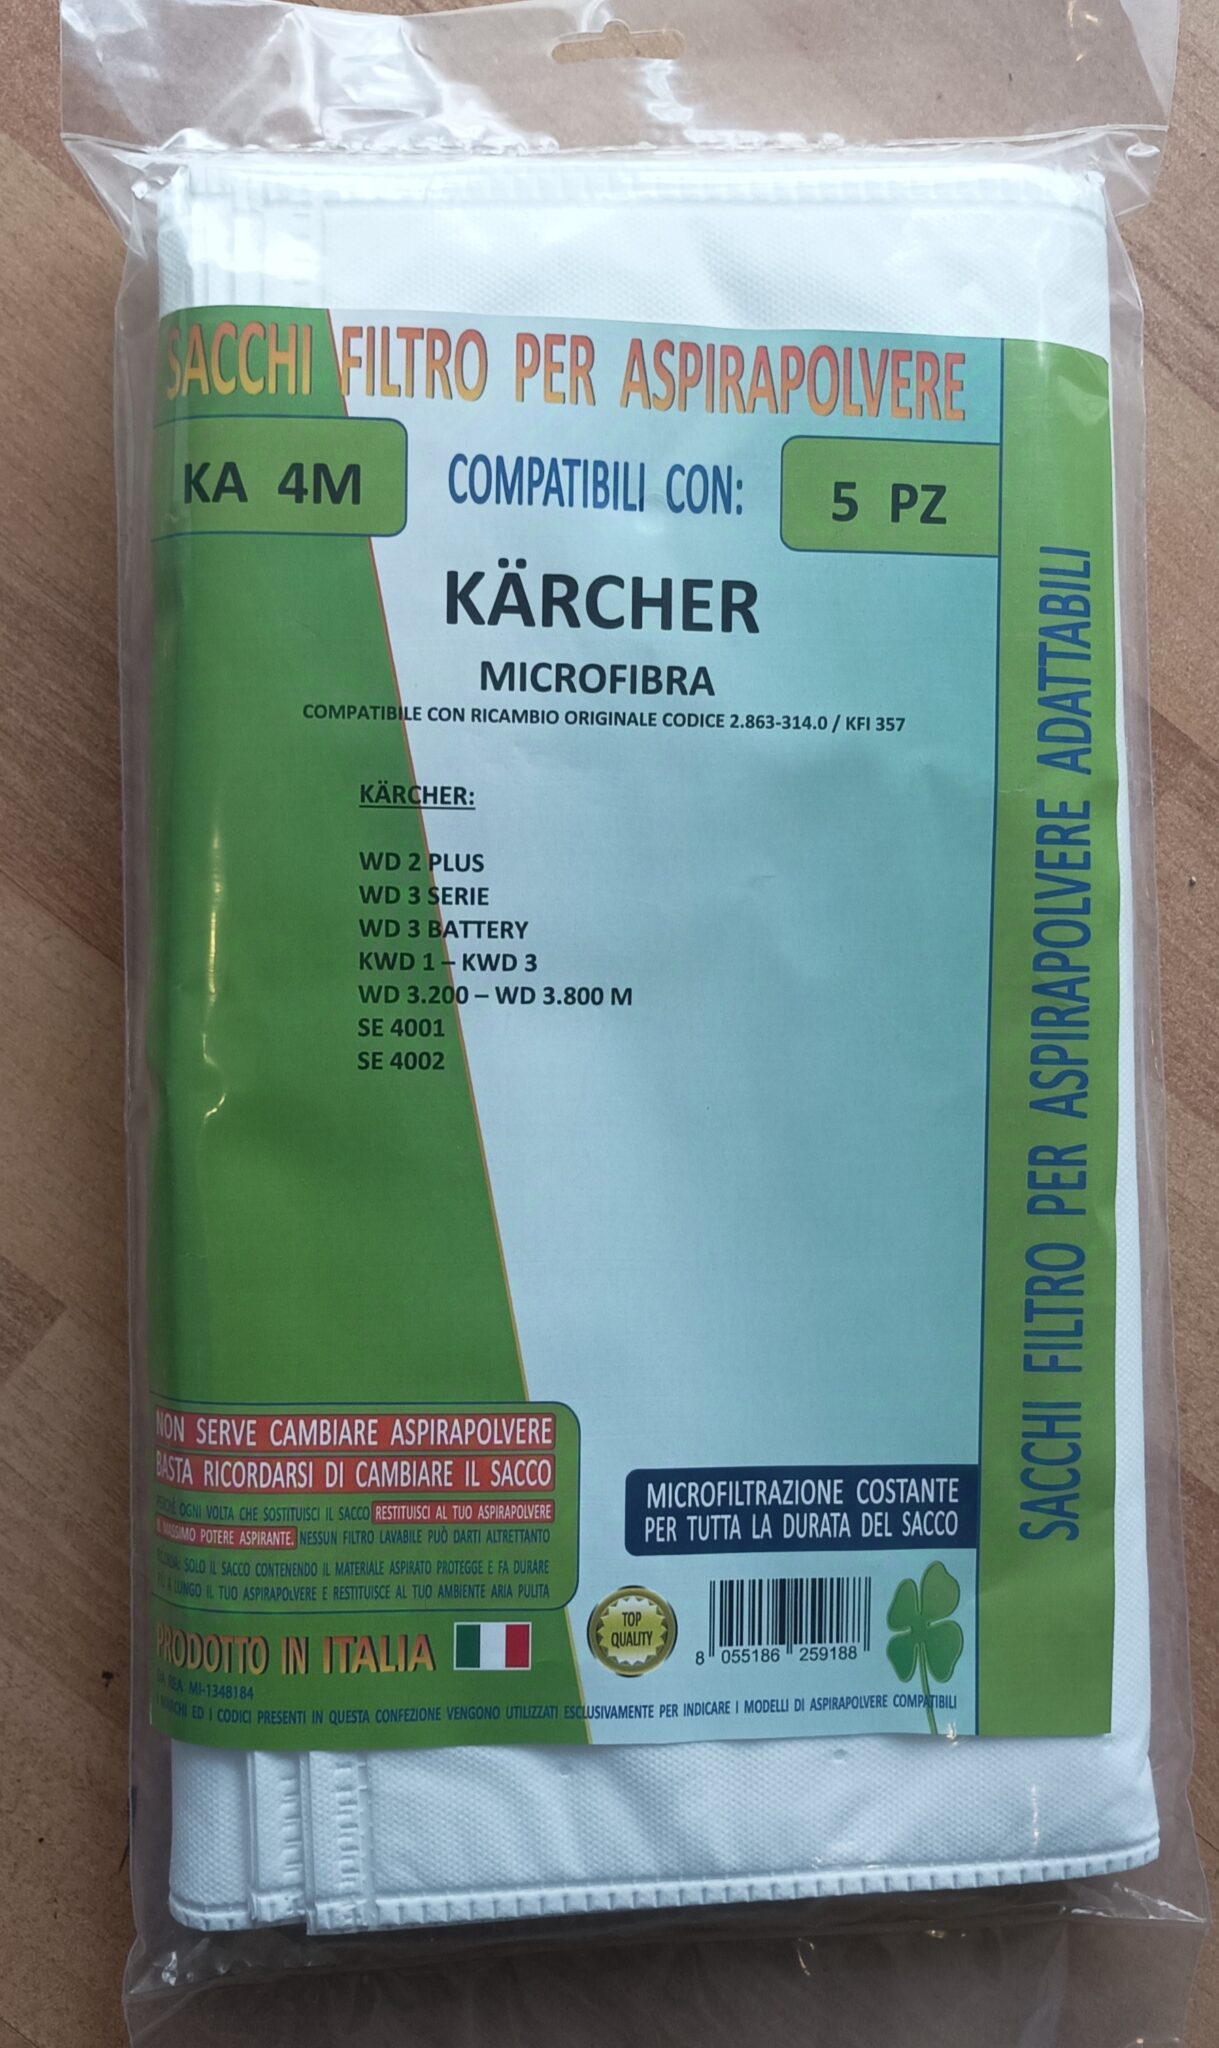 SACCHI FILTRO PER ASPIRAPOLVERE
KA 4M
COMPATIBILI CON:
5 PZ
KÄRCHER
MICROFIBRA
COMPATIBILE CON RICAMBIO ORIGINALE CODICE 2.863-314.0 / KFI 357
KÄRCHER:
WD 2 PLUS
WD 3 SERIE
WD 3 BATTERY
KWD 1 – KWD 3
WD 3.200 – WD 3.800 M
SE 4001
SE 4002
SACCHI FILTRO PER ASPIRAPOLVERE ADATTABILI
NON SERVE CAMBIARE ASPIRAPOLVERE
BASTA RICORDARSI DI CAMBIARE IL SACCO
PERCHÉ OGNI VOLTA CHE SOSTITUISCI IL SACCO RESTITUISCI AL TUO ASPIRAPOLVERE
IL MASSIMO POTERE ASPIRANTE. NESSUN FILTRO LAVABILE PUÒ DARTI ALTRETTANTO
RICORDA: SOLO IL SACCO CONTENENDO IL MATERIALE ASPIRATO PROTEGGE E FA DURARE
PIÙ A LUNGO IL TUO ASPIRAPOLVERE E RESTITUISCE AL TUO AMBIENTE ARIA PULITA
MICROFILTRAZIONE COSTANTE
PER TUTTA LA DURATA DEL SACCO
TOP
QUALITY
8 055186 259188
PRODOTTO IN ITALIA
DA REA MI-1348184
I MARCHI ED I CODICI PRESENTI IN QUESTA CONFEZIONE VENGONO UTILIZZATI ESCLUSIVAMENTE PER INDICARE I MODELLI DI ASPIRAPOLVERE COMPATIBILI